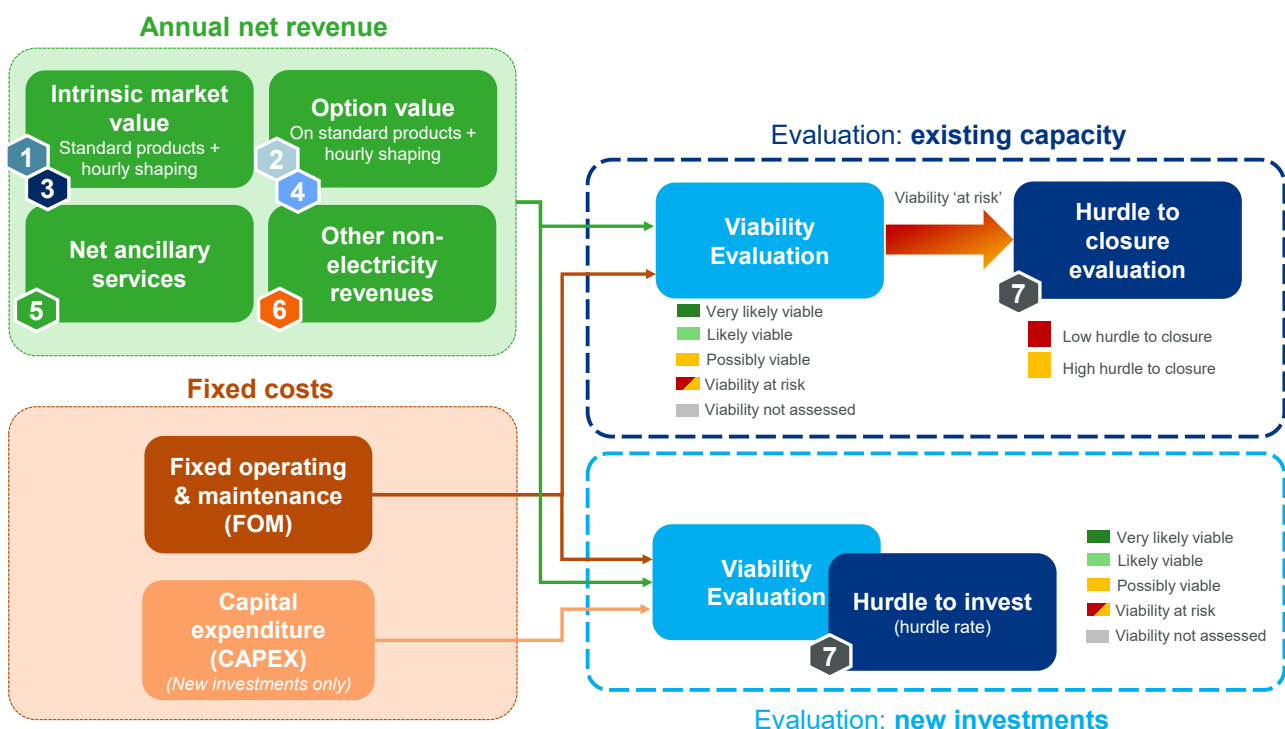 Annual net revenue
Intrinsic market
value
Standard products +
hourly shaping
1
3
Option value
On standard products +
hourly shaping
2
4
Net ancillary
services
5
Other non-
electricity
revenues
6
Fixed costs
Fixed operating
& maintenance
(FOM)
Capital
expenditure
(CAPEX)
(New investments only)
Evaluation: existing capacity
Viability
Evaluation
Viability ‘at risk’
Hurdle to
closure
evaluation
7
Very likely viable
Likely viable
Possibly viable
Viability at risk
Viability not assessed
Low hurdle to closure
High hurdle to closure
Viability
Evaluation
Hurdle to invest
(hurdle rate)
7
Very likely viable
Likely viable
Possibly viable
Viability at risk
Viability not assessed
Evaluation: new investments